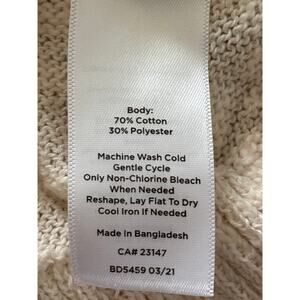 Body:
70% Cotton
30% Polyester
Machine Wash Cold
Gentle Cycle
Only Non-Chlorine Bleach
When Needed
Reshape, Lay Flat To Dry
Cool Iron If Needed
Made In Bangladesh
CA# 23147
BD5459 03/21